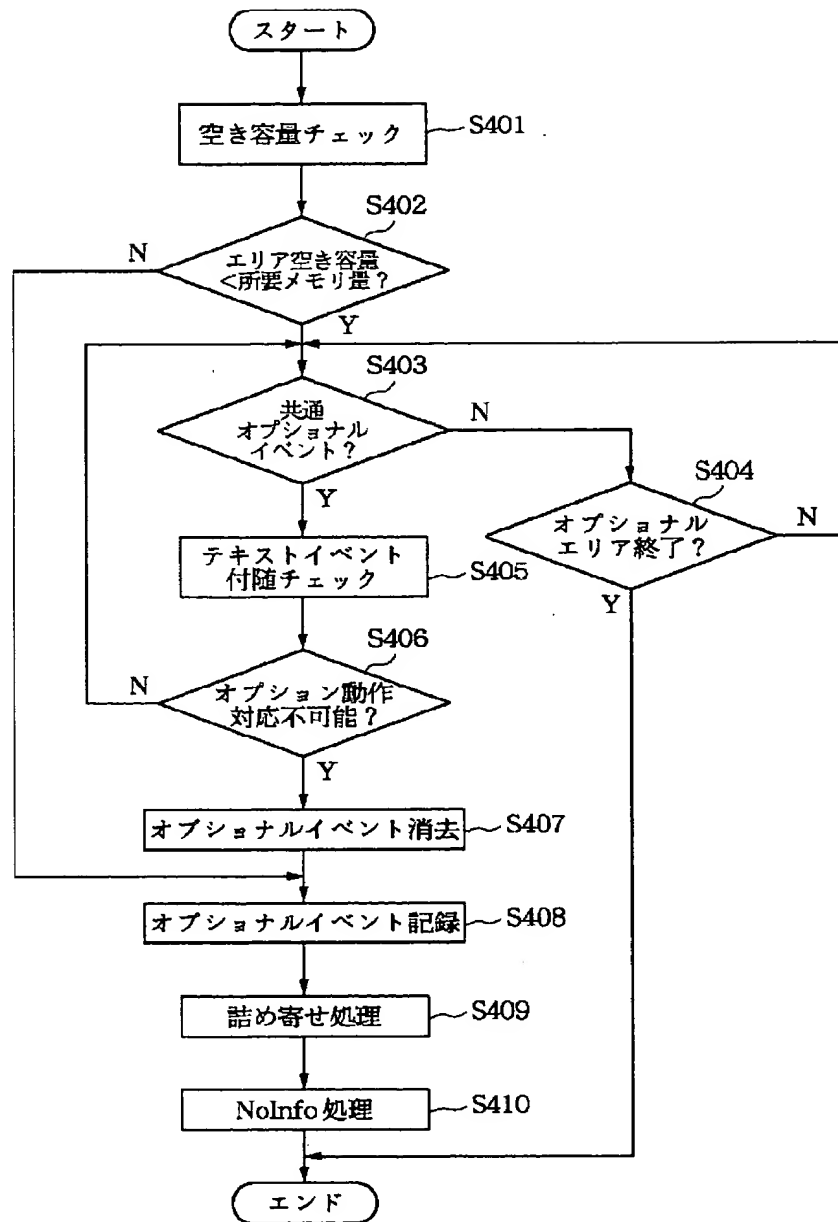 スタート
空き容量チェック
S401
S402
N
エリア空き容量
<所要メモリ量?
Y
S403
共通
オプショナル
イベント?
N
Y
S404
オプショナル
エリア終了?
N
Y
テキストイベント
付随チェック
S405
S406
N
オプション動作
対応不可能?
Y
オプショナルイベント消去
S407
オプショナルイベント記録
S408
詰め寄せ処理
S409
NoInfo処理
S410
エンド